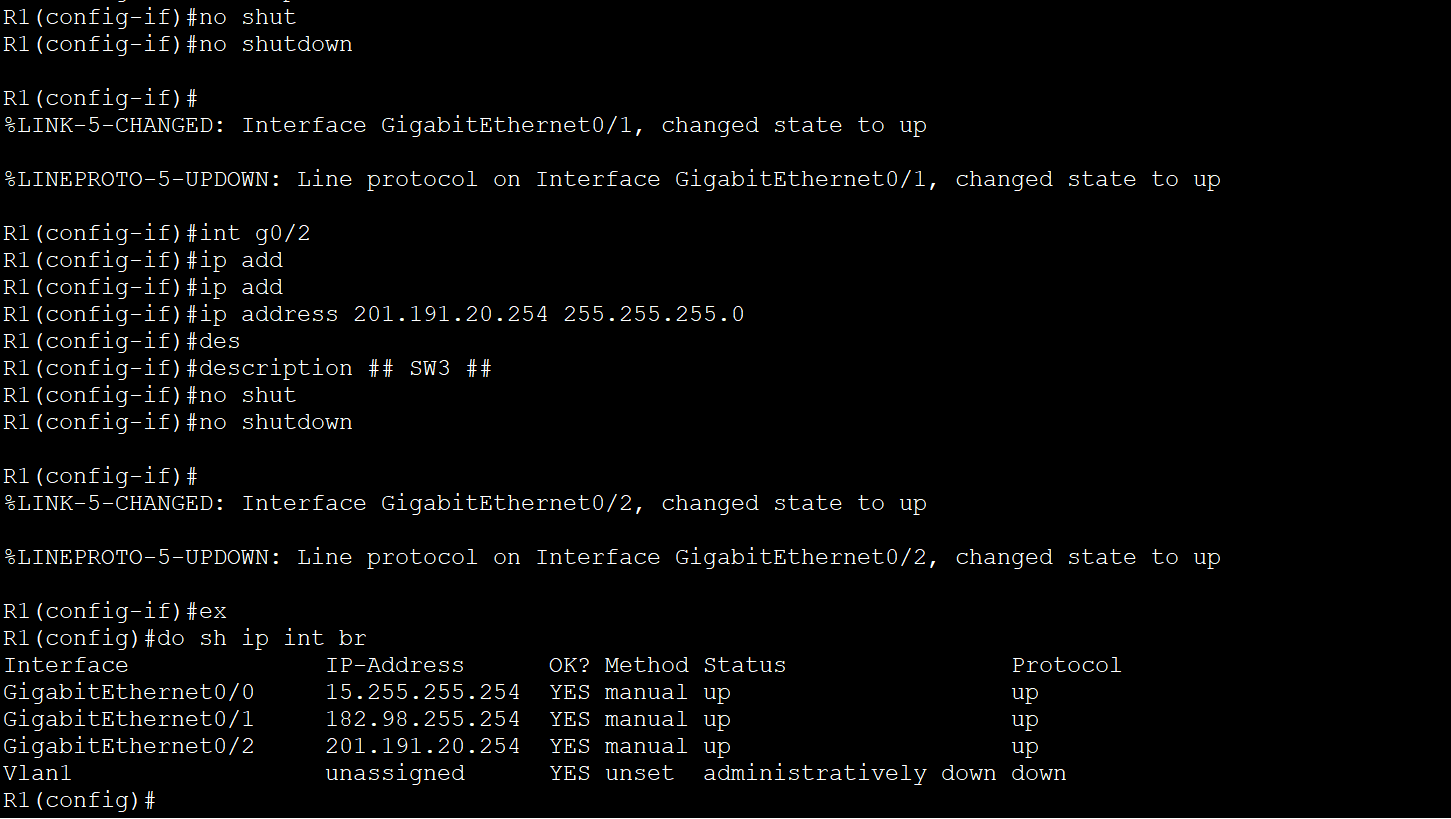 R1(config-if)#no shut
R1(config-if)#no shutdown
R1(config-if)#
%LINK-5-CHANGED: Interface GigabitEthernet0/1, changed state to up
%LINEPROTO-5-UPDOWN: Line protocol on Interface GigabitEthernet0/1, changed state to up
R1(config-if)#int g0/2
R1(config-if)#ip add
R1(config-if)#ip add
R1(config-if)#ip address 201.191.20.254 255.255.255.0
R1(config-if)#des
R1(config-if)#description ## SW3 ##
R1(config-if)#no shut
R1(config-if)#no shutdown
R1(config-if)#
%LINK-5-CHANGED: Interface GigabitEthernet0/2, changed state to up
%LINEPROTO-5-UPDOWN: Line protocol on Interface GigabitEthernet0/2, changed state to up
R1(config-if)#ex
R1(config)#do sh ip int br
Interface IP-Address OK? Method Status Protocol
GigabitEthernet0/0 15.255.255.254 YES manual up up
GigabitEthernet0/1 182.98.255.254 YES manual up up
GigabitEthernet0/2 201.191.20.254 YES manual up up
Vlan1 unassigned YES unset administratively down down
R1(config)#